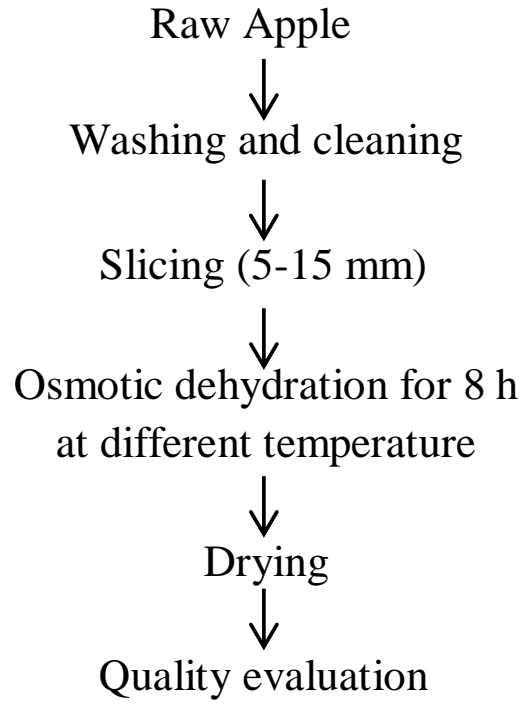 Raw Apple
Washing and cleaning
Slicing (5-15 mm)
Osmotic dehydration for 8 h
at different temperature
Drying
Quality evaluation